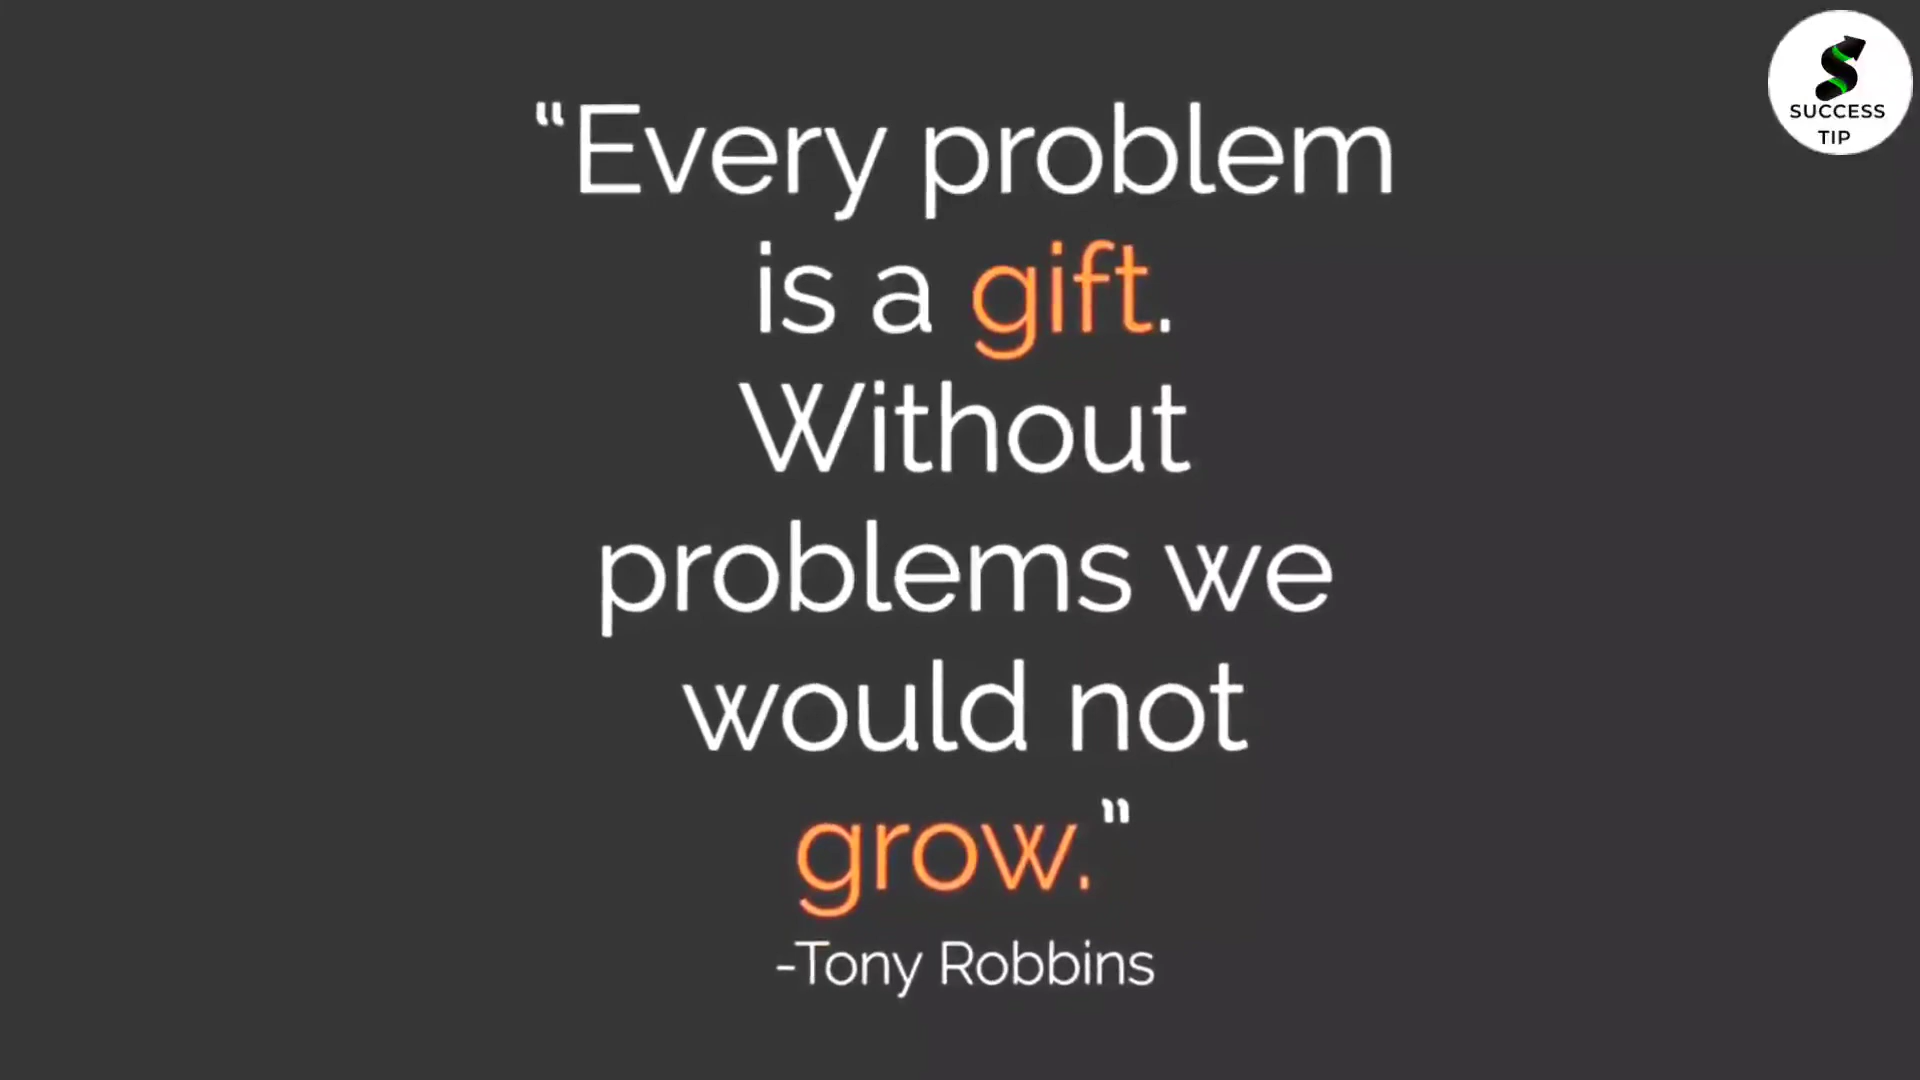 “Every problem
is a gift.
Without
problems we
would not
grow.”
-Tony Robbins
SUCCESS
TIP